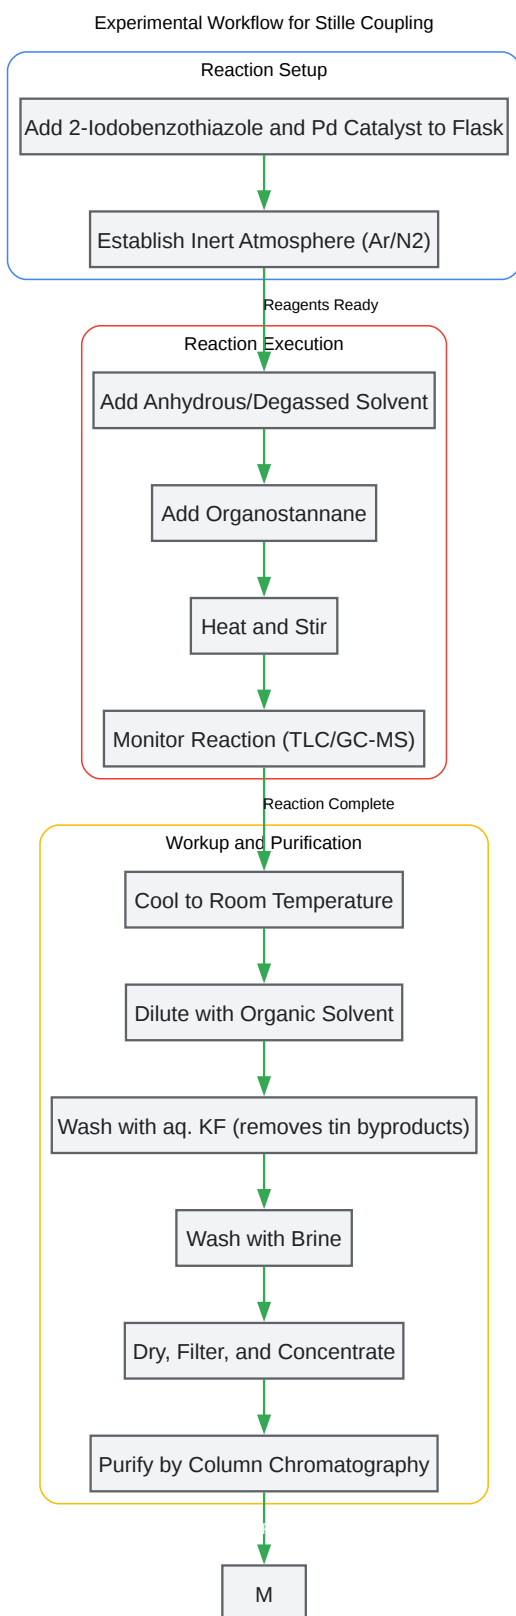 Experimental Workflow for Stille Coupling
Reaction Setup
Add 2-Iodobenzothiazole and Pd Catalyst to Flask
Establish Inert Atmosphere (Ar/N2)
Reagents Ready
Reaction Execution
Add Anhydrous/Degassed Solvent
Add Organostannane
Heat and Stir
Monitor Reaction (TLC/GC-MS)
Reaction Complete
Workup and Purification
Cool to Room Temperature
Dilute with Organic Solvent
Wash with aq. KF (removes tin byproducts)
Wash with Brine
Dry, Filter, and Concentrate
Purify by Column Chromatography
M